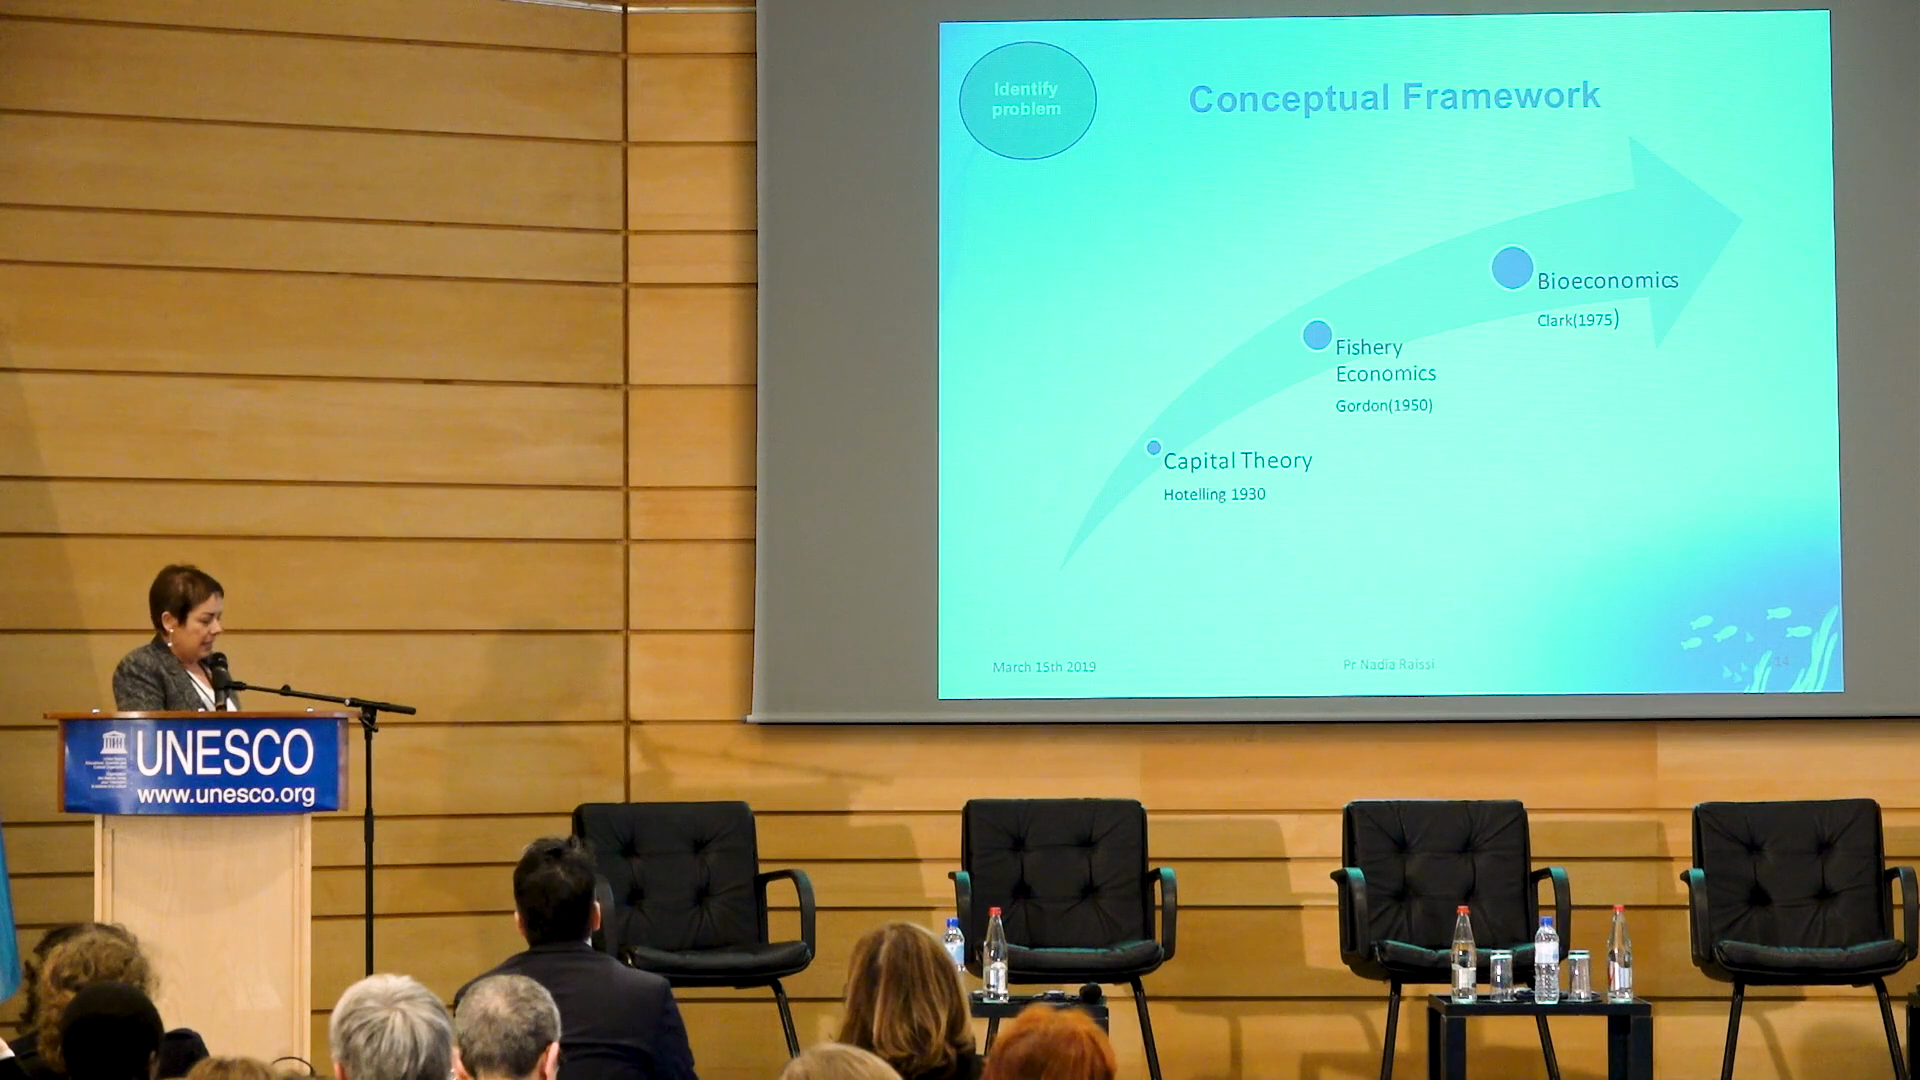 Identify
problem
Conceptual Framework
Bioeconomics
Clark(1975)
Fishery
Economics
Gordon(1950)
Capital Theory
Hotelling 1930
March 15th 2019
Pr Nadia Raissi
14
UNESCO
www.unesco.org